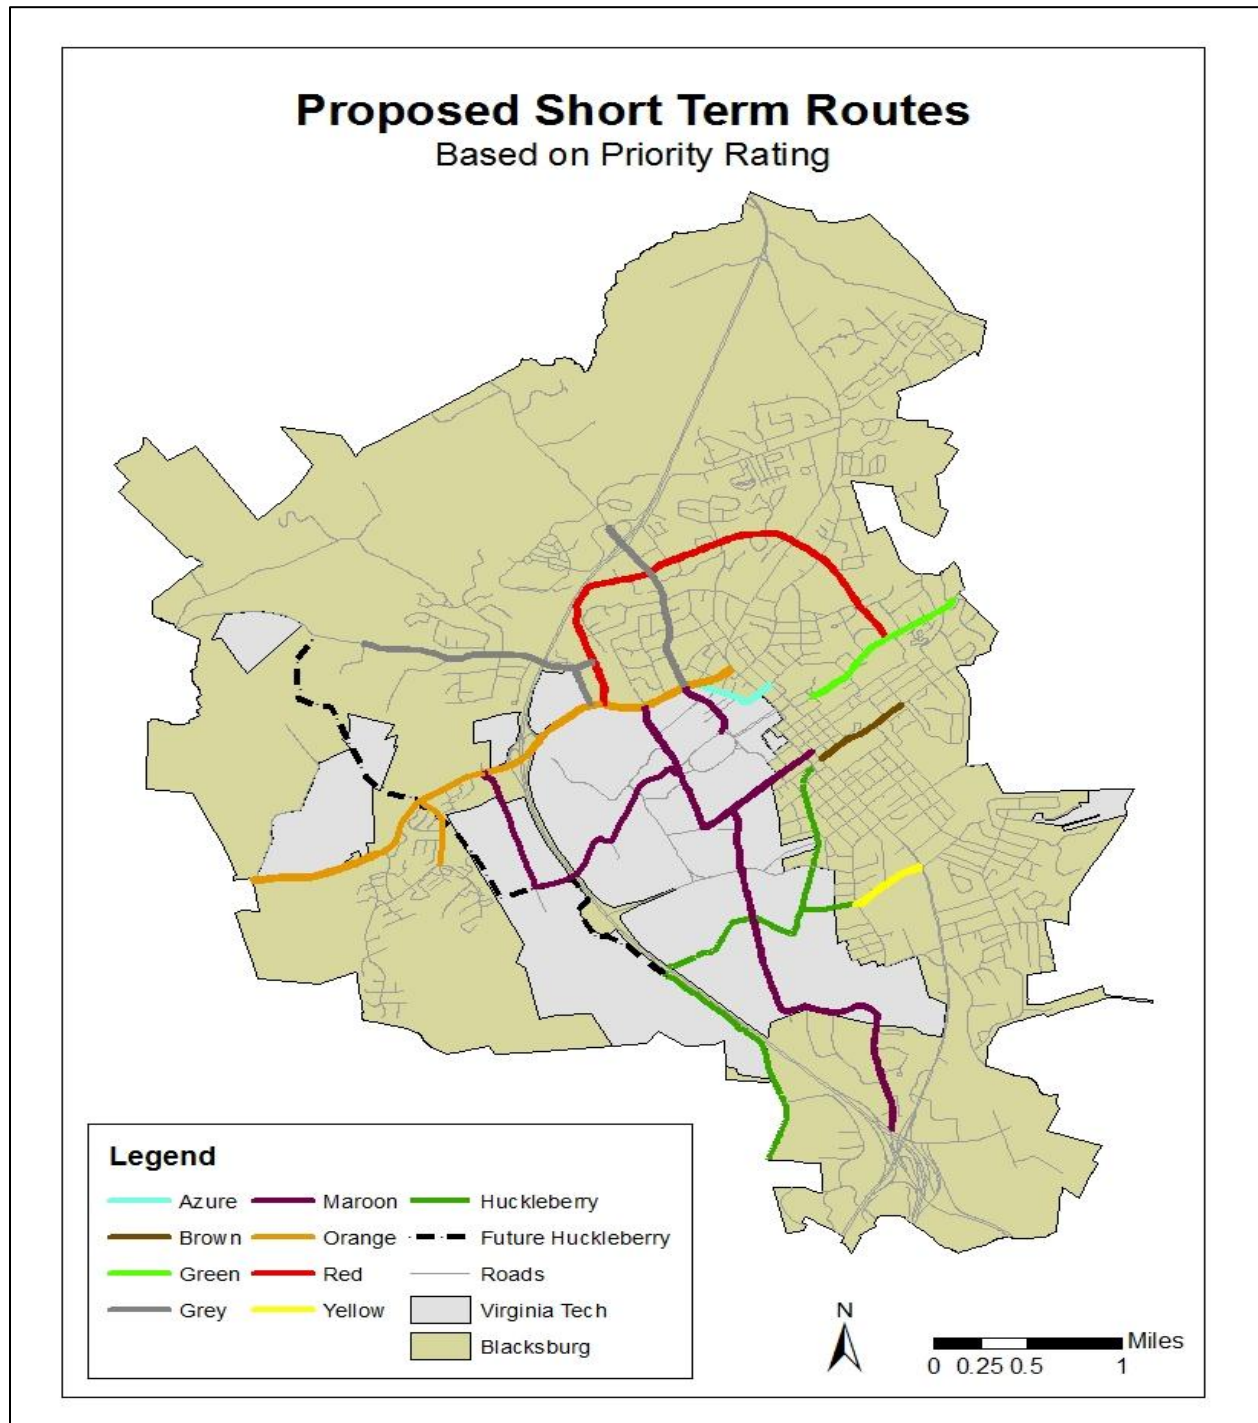 Proposed Short Term Routes
Based on Priority Rating
Legend
Azure
Maroon
Huckleberry
Brown
Orange
Future Huckleberry
Green
Red
Roads
Grey
Yellow
Virginia Tech
Blacksburg
N
Miles
0 0.25 0.5 1